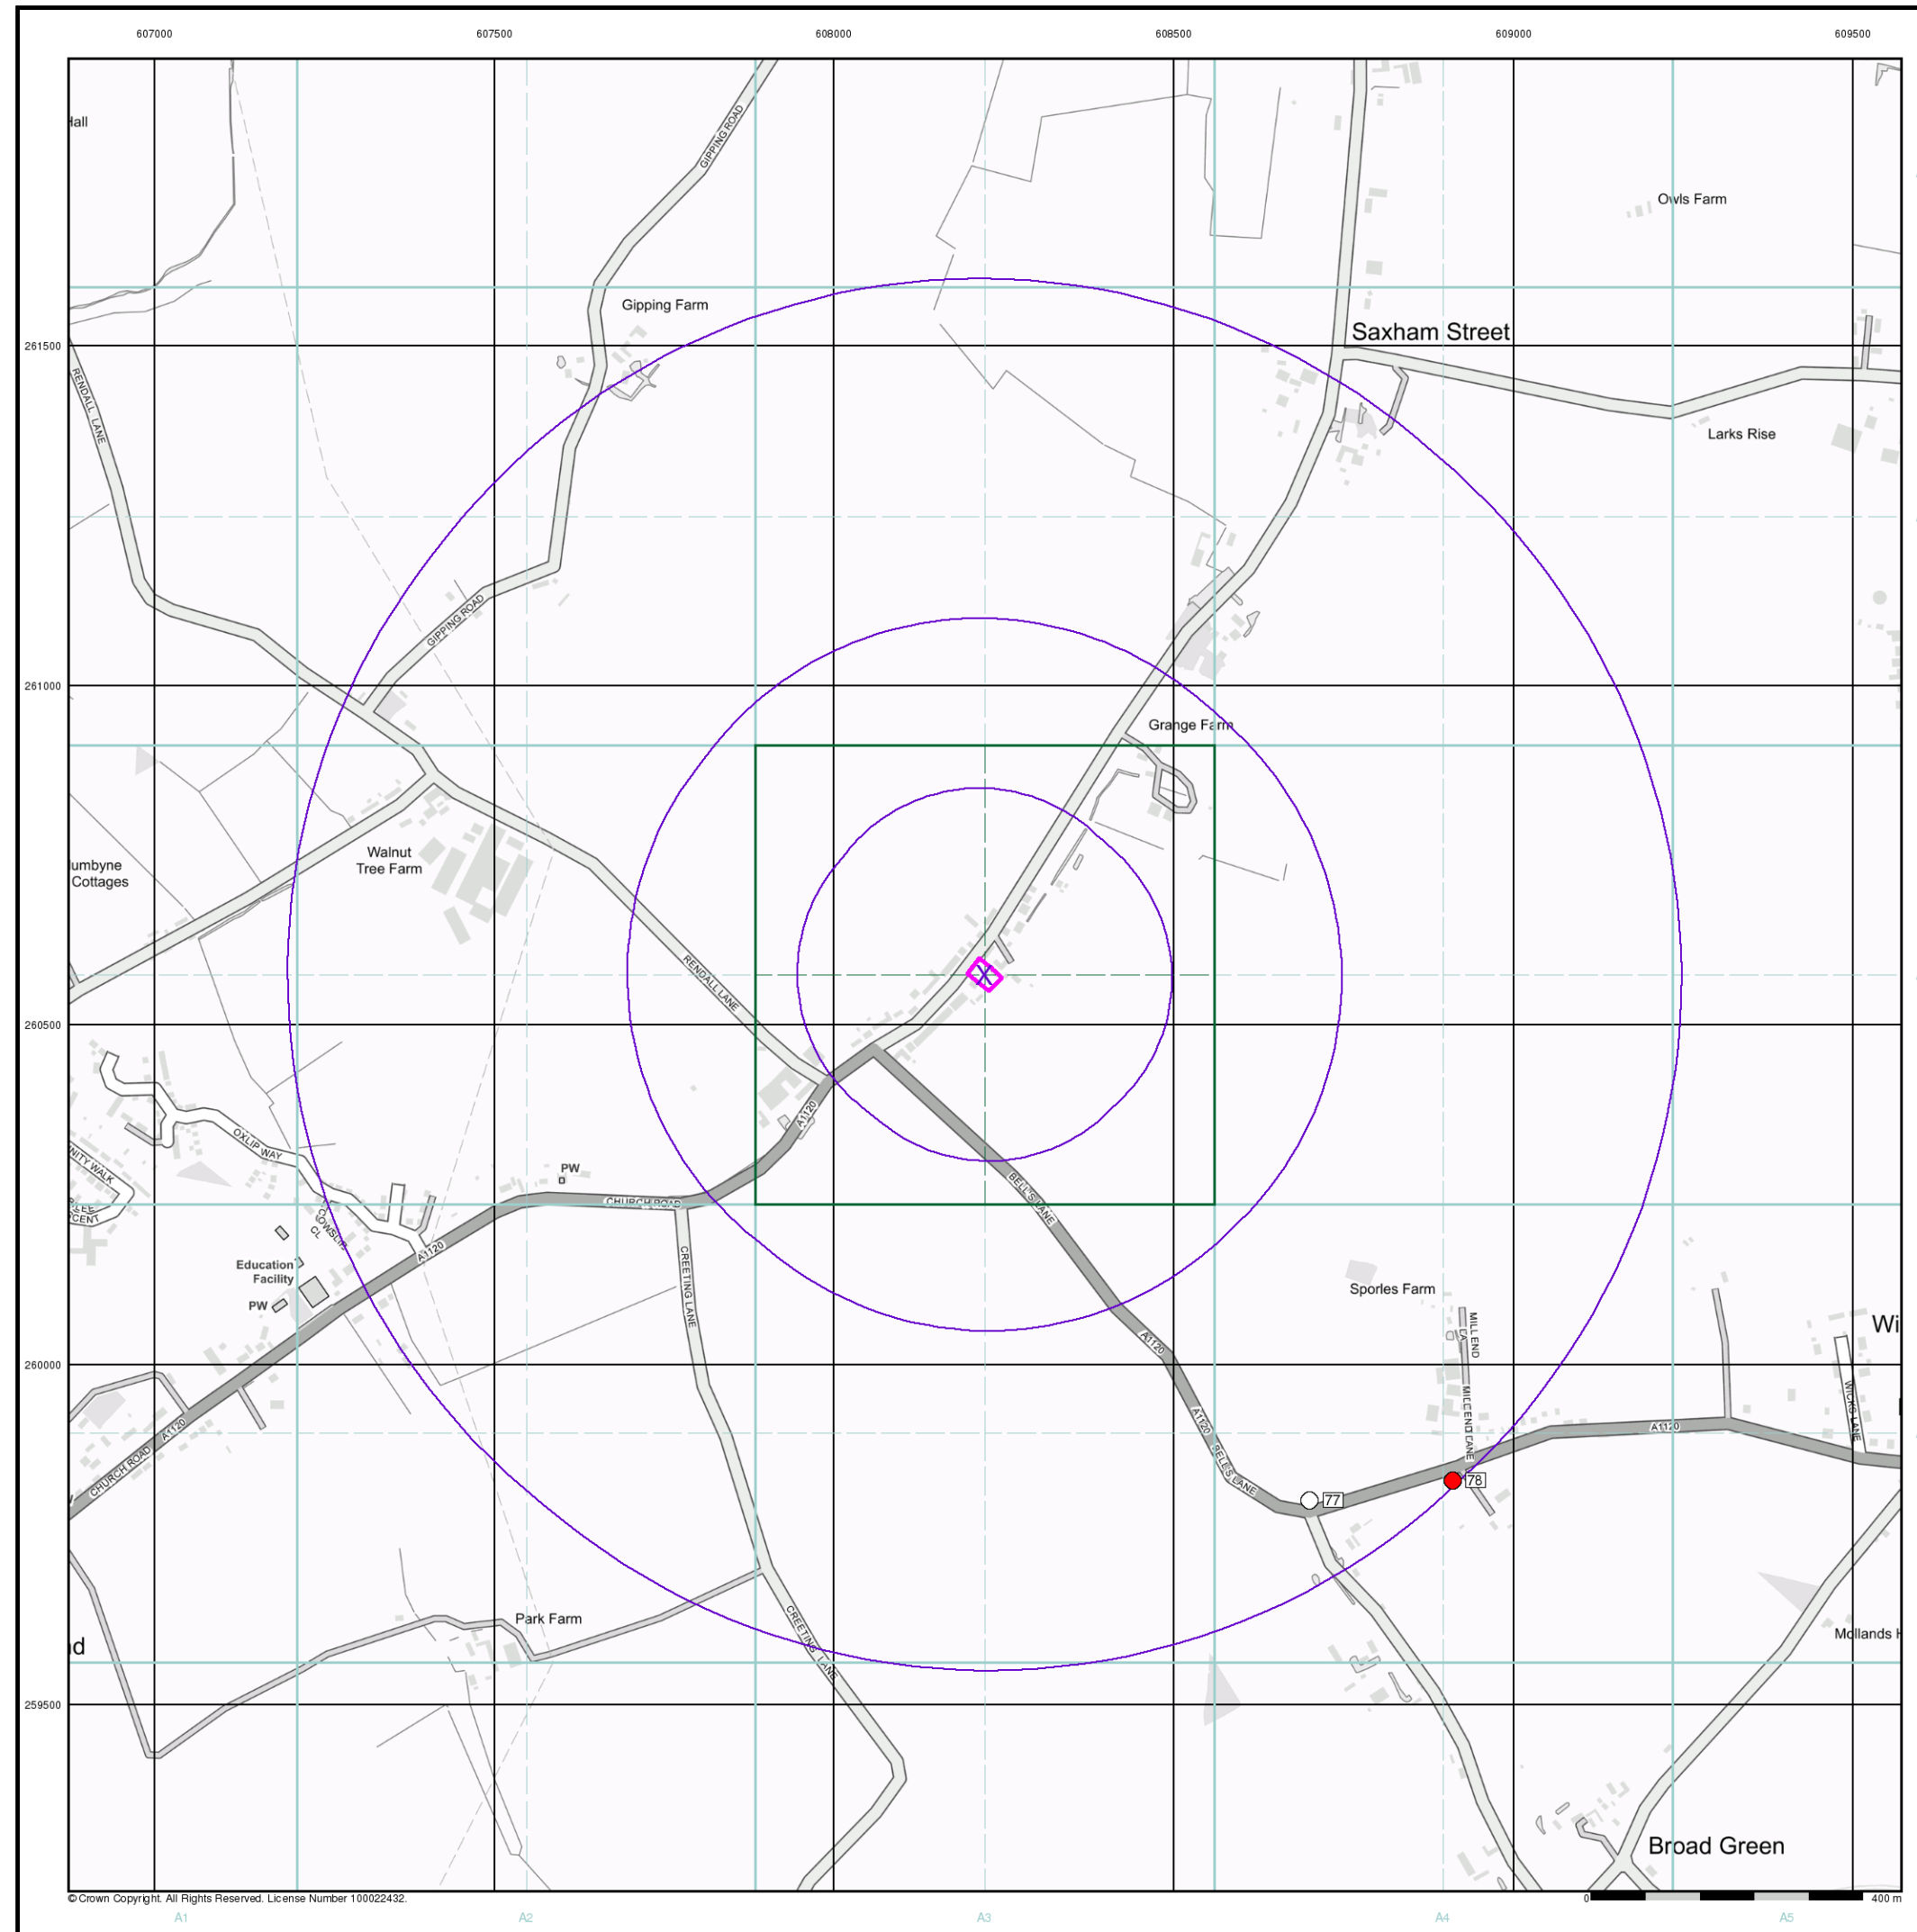 607000 607500 608000 608500 609000 609500
GIPPING ROAD
Owls Farm
Gipping Farm
Saxham Street
261500
RENDALL LANE
Larks Rise
GIPPING ROAD
261000
Grange Farm
Walnut
Tree Farm
Cottages
RENDALL LANE
260500
A1120
OXLIP WAY
PW
CHURCH ROAD
BELL'S LANE
COWSLIP
CL
A1120
CREETING LANE
Education
Facility
PW
Sporles Farm
MILL END
A1120
260000
WICKS LANE
A1120
MILL END LANE
A1120
A1120
CHURCH ROAD
BELL'S LANE
77
78
Park Farm
CREETING LANE
Mollands
259500
Broad Green
© Crown Copyright. All Rights Reserved. License Number 100022432.
0 400 m
A1 A2 A3 A4 A5